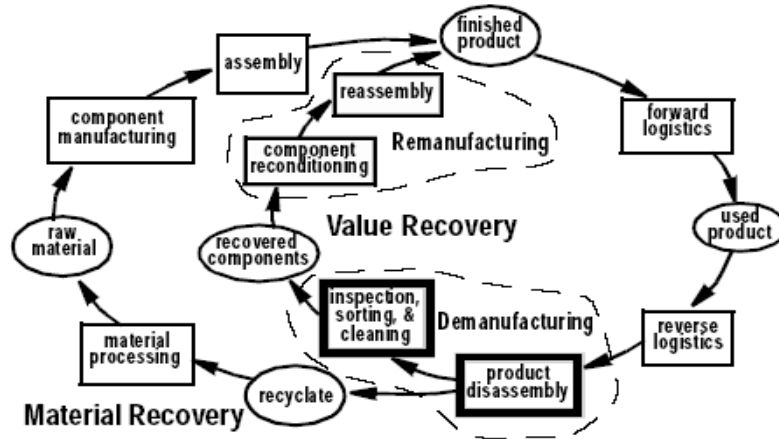 finished
product
assembly
reassembly
component
manufacturing
forward
logistics
component
reconditioning
Remanufacturing
raw
material
recovered
components
Value Recovery
used
product
inspection,
sorting, &
cleaning
Demanufacturing
reverse
logistics
material
processing
product
disassembly
recyclate
Material Recovery